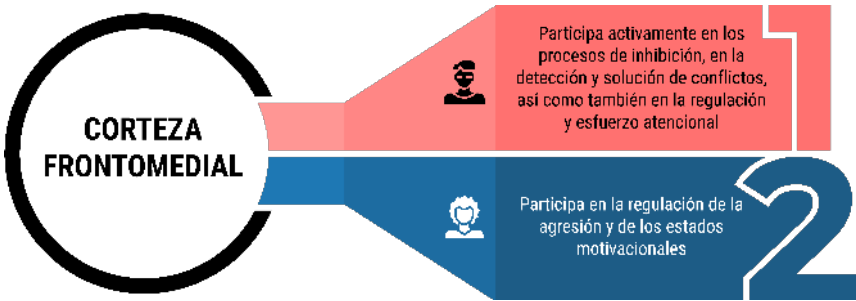 CORTEZA
FRONTOMEDIAL
Participa activamente en los
procesos de inhibición, en la
detección y solución de conflictos,
así como también en la regulación
y esfuerzo atencional
1
Participa en la regulación de la
agresión y de los estados
motivacionales
2